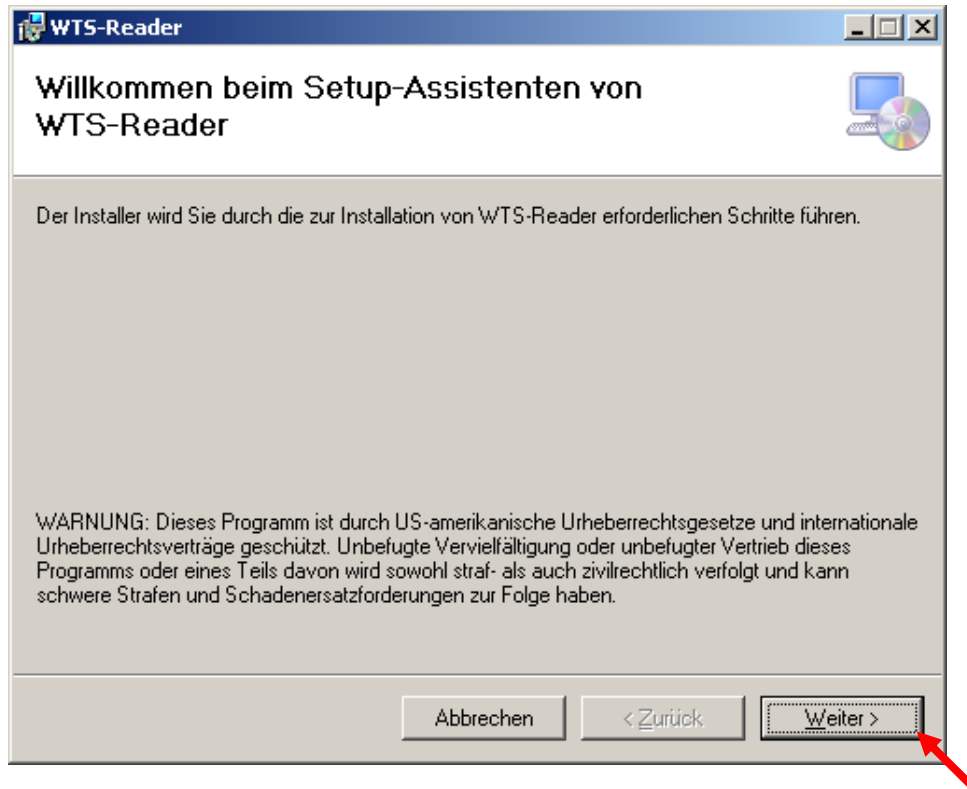 WTS-Reader
Willkommen beim Setup-Assistenten von
WTS-Reader
Der Installer wird Sie durch die zur Installation von WTS-Reader erforderlichen Schritte führen.
WARNUNG: Dieses Programm ist durch US-amerikanische Urheberrechtsgesetze und internationale
Urheberrechtsverträge geschützt. Unbefugte Vervielfältigung oder unbefugter Vertrieb dieses
Programms oder eines Teils davon wird sowohl straf- als auch zivilrechtlich verfolgt und kann
schwere Strafen und Schadenersatzforderungen zur Folge haben.
Abbrechen < Zurück Weiter >